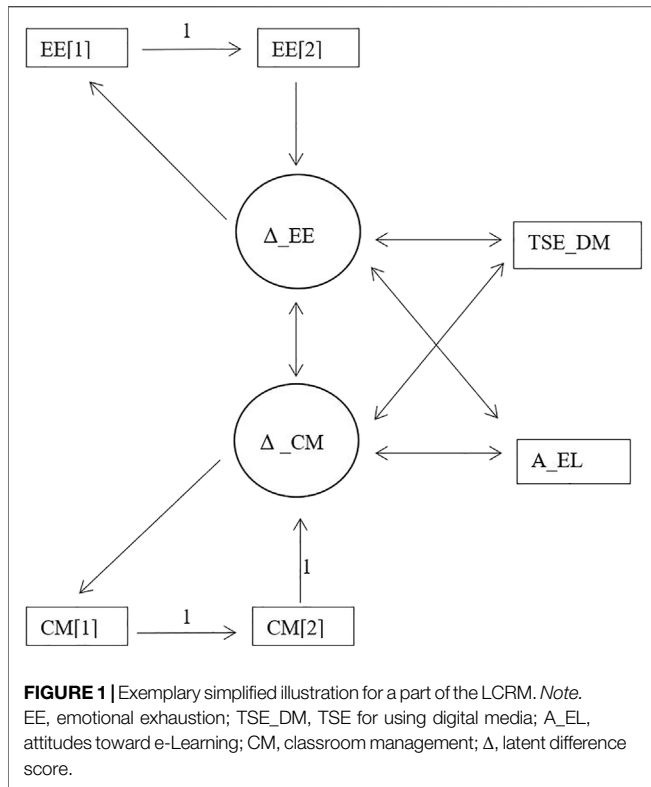 1
EE[1]
EE[2]
Δ_EE
TSE_DM
Δ_CM
A_EL
1
1
CM[1]
CM[2]
FIGURE 1 | Exemplary simplified illustration for a part of the LCRM. Note.
EE, emotional exhaustion; TSE_DM, TSE for using digital media; A_EL,
attitudes toward e-Learning; CM, classroom management; Δ, latent difference
score.